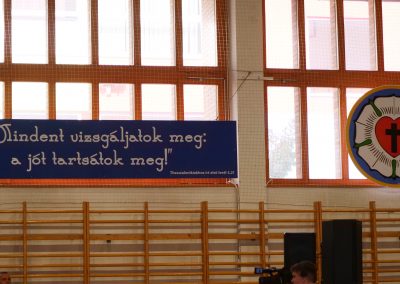 Mindent vizsgáljatok meg:
a jót tartsátok meg!"